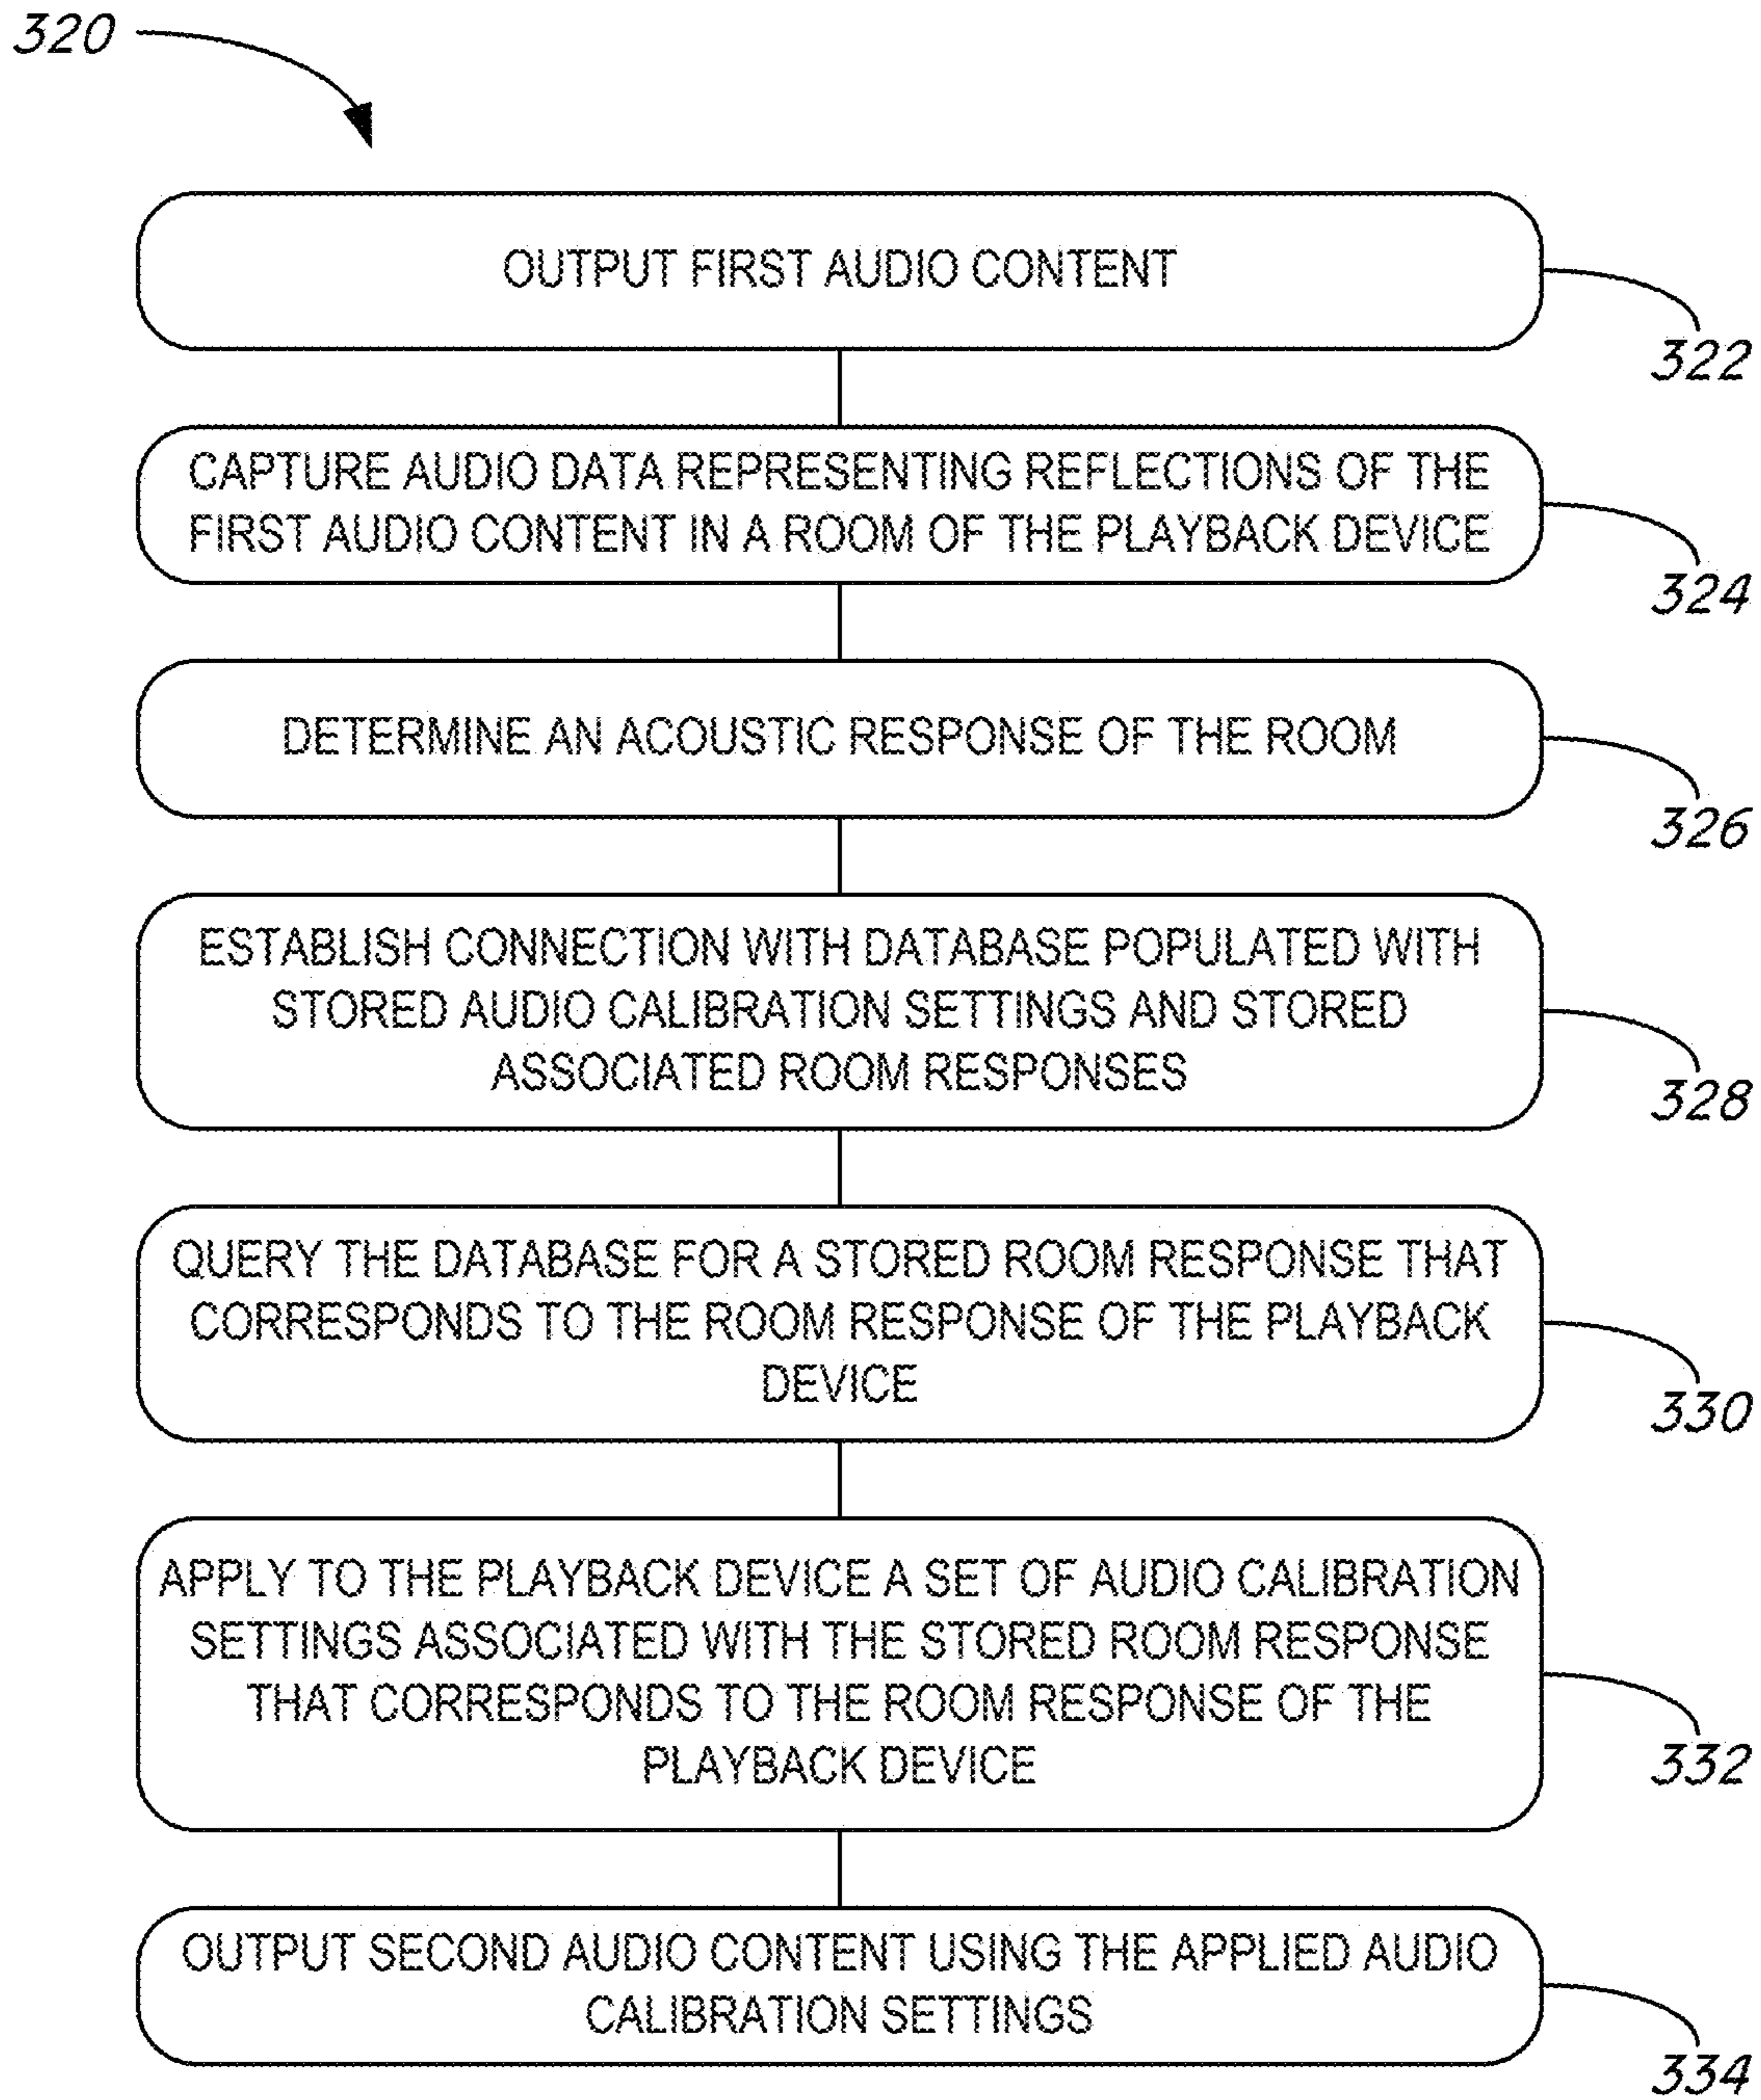 320
OUTPUT FIRST AUDIO CONTENT
322
CAPTURE AUDIO DATA REPRESENTING REFLECTIONS OF THE
FIRST AUDIO CONTENT IN A ROOM OF THE PLAYBACK DEVICE
324
DETERMINE AN ACOUSTIC RESPONSE OF THE ROOM
326
ESTABLISH CONNECTION WITH DATABASE POPULATED WITH
STORED AUDIO CALIBRATION SETTINGS AND STORED
ASSOCIATED ROOM RESPONSES
328
QUERY THE DATABASE FOR A STORED ROOM RESPONSE THAT
CORRESPONDS TO THE ROOM RESPONSE OF THE PLAYBACK
DEVICE
330
APPLY TO THE PLAYBACK DEVICE A SET OF AUDIO CALIBRATION
SETTINGS ASSOCIATED WITH THE STORED ROOM RESPONSE
THAT CORRESPONDS TO THE ROOM RESPONSE OF THE
PLAYBACK DEVICE
332
OUTPUT SECOND AUDIO CONTENT USING THE APPLIED AUDIO
CALIBRATION SETTINGS
334